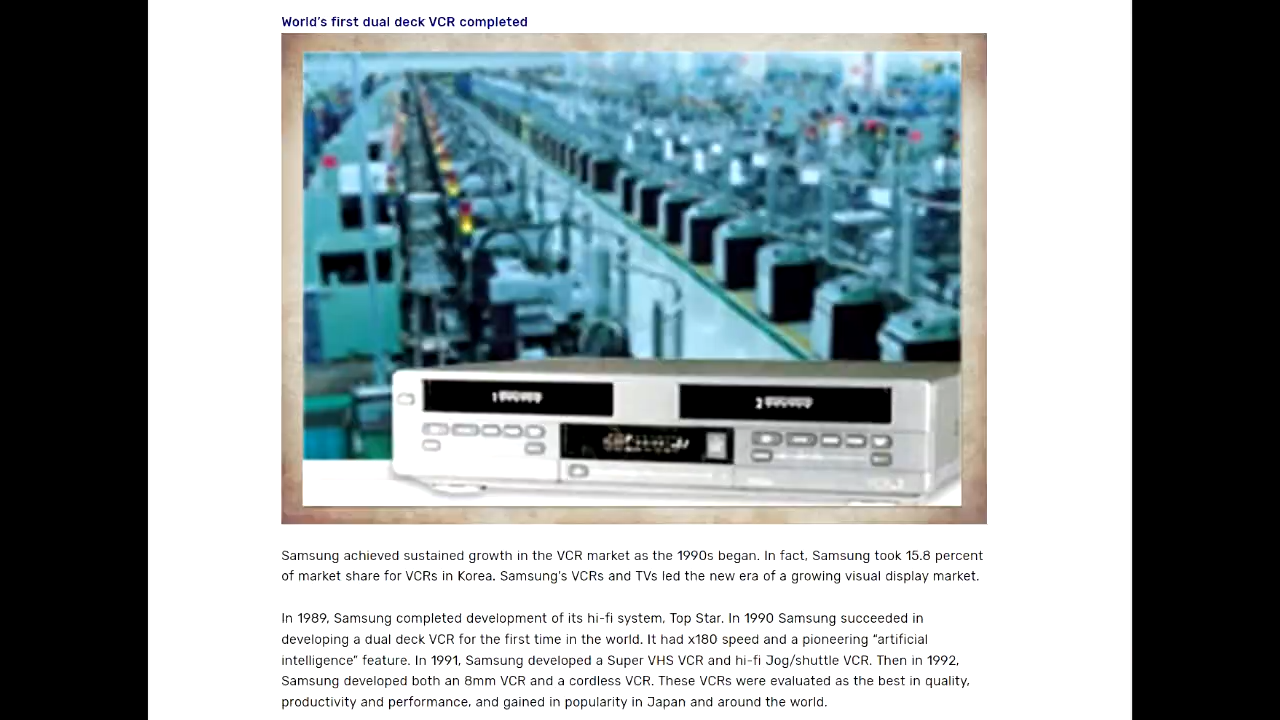 World's first dual deck VCR completed
1
2
Samsung achieved sustained growth in the VCR market as the 1990s began. In fact, Samsung took 15.8 percent
of market share for VCRs in Korea. Samsung's VCRs and TVs led the new era of a growing visual display market.
In 1989, Samsung completed development of its hi-fi system, Top Star. In 1990 Samsung succeeded in
developing a dual deck VCR for the first time in the world. It had x180 speed and a pioneering “artificial
intelligence” feature. In 1991, Samsung developed a Super VHS VCR and hi-fi Jog/shuttle VCR. Then in 1992,
Samsung developed both an 8mm VCR and a cordless VCR. These VCRs were evaluated as the best in quality,
productivity and performance, and gained in popularity in Japan and around the world.